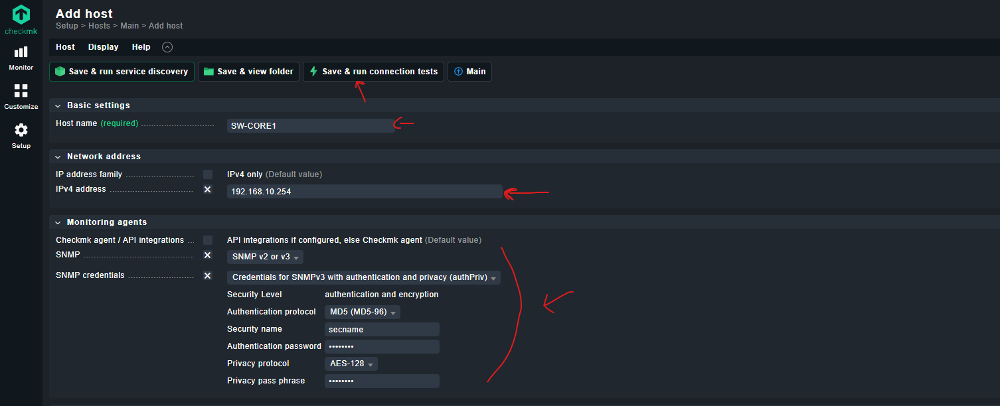 Add host
Setup > Hosts > Main > Add host
checkmk
Host Display Help
Monitor
Save & run service discovery Save & view folder Save & run connection tests Main
Customize
Basic settings
Host name (required) SW-CORE1
Setup
Network address
IP address family IPv4 only (Default value)
IPv4 address 192.168.10.254
Monitoring agents
Checkmk agent / API integrations API integrations if configured, else Checkmk agent (Default value)
SNMP SNMP v2 or v3
SNMP credentials Credentials for SNMPv3 with authentication and privacy (authPriv)
Security Level authentication and encryption
Authentication protocol MD5 (MD5-96)
Security name secname
Authentication password ••••••••
Privacy protocol AES-128
Privacy pass phrase ••••••••